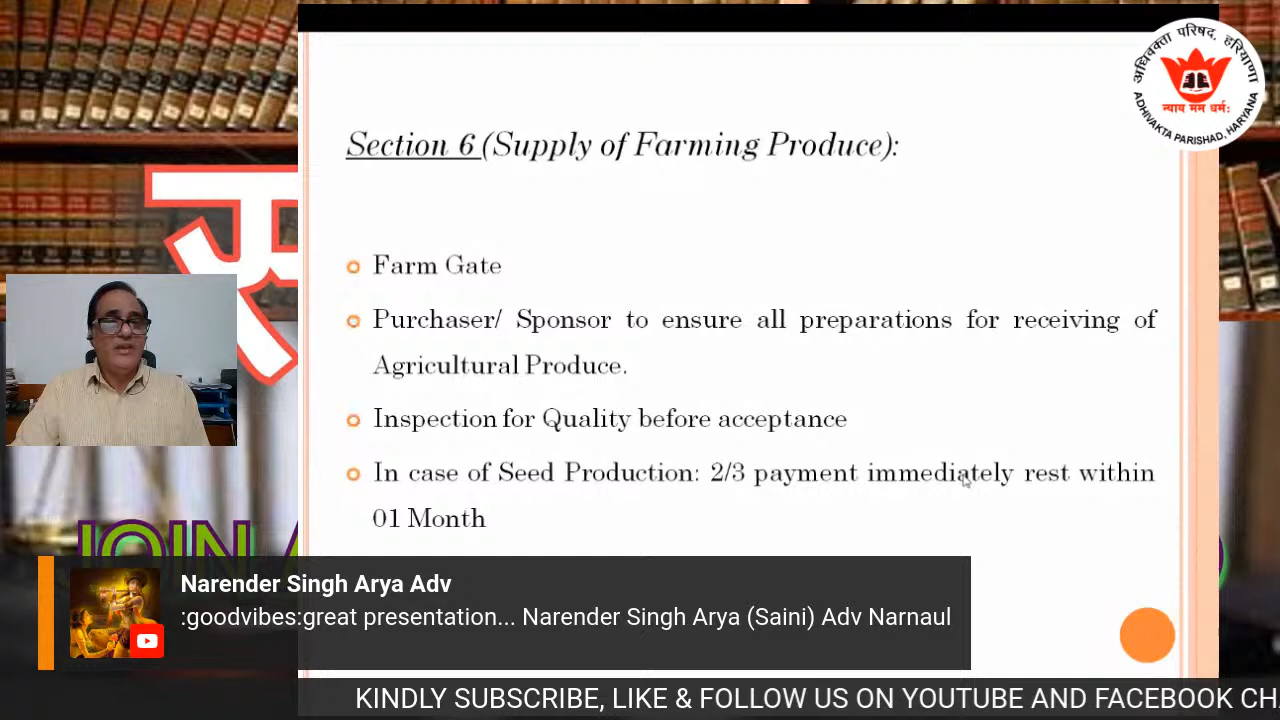 अधिवक्ता परिषद, हरियाणा
न्याय मम धर्मः
ADHIVAKTA PARISHAD, HARYANA
Section 6 (Supply of Farming Produce):
Farm Gate
Purchaser/ Sponsor to ensure all preparations for receiving of
Agricultural Produce.
Inspection for Quality before acceptance
In case of Seed Production: 2/3 payment immediately rest within
01 Month
JOIN
Narender Singh Arya Adv
:goodvibes:great presentation... Narender Singh Arya (Saini) Adv Narnaul
KINDLY SUBSCRIBE, LIKE & FOLLOW US ON YOUTUBE AND FACEBOOK